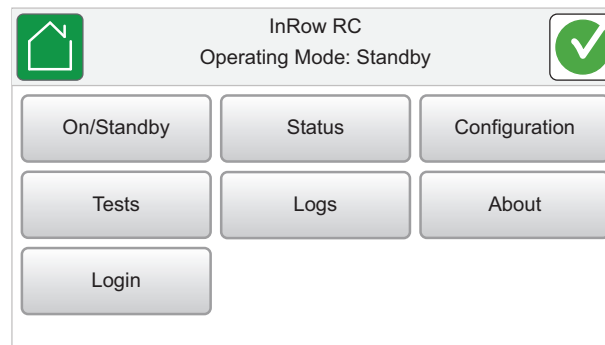 InRow RC
Operating Mode: Standby
On/Standby
Status
Configuration
Tests
Logs
About
Login